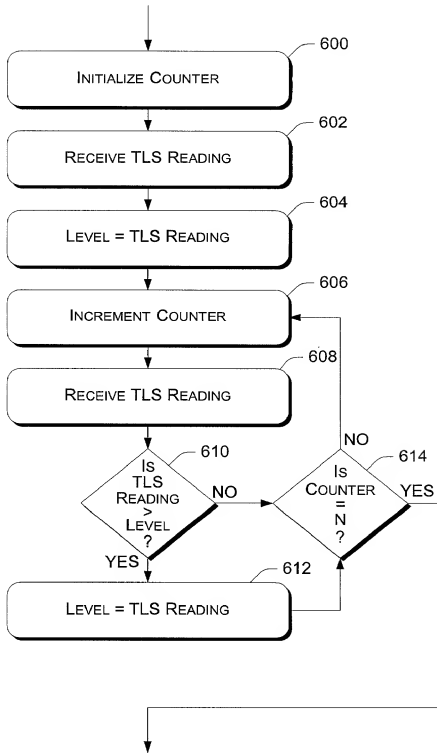 600
INITIALIZE COUNTER
602
RECEIVE TLS READING
604
LEVEL = TLS READING
606
INCREMENT COUNTER
608
RECEIVE TLS READING
610
IS
TLS
READING
>
LEVEL
?
NO
YES
614
IS
COUNTER
=
N
?
NO
YES
612
LEVEL = TLS READING